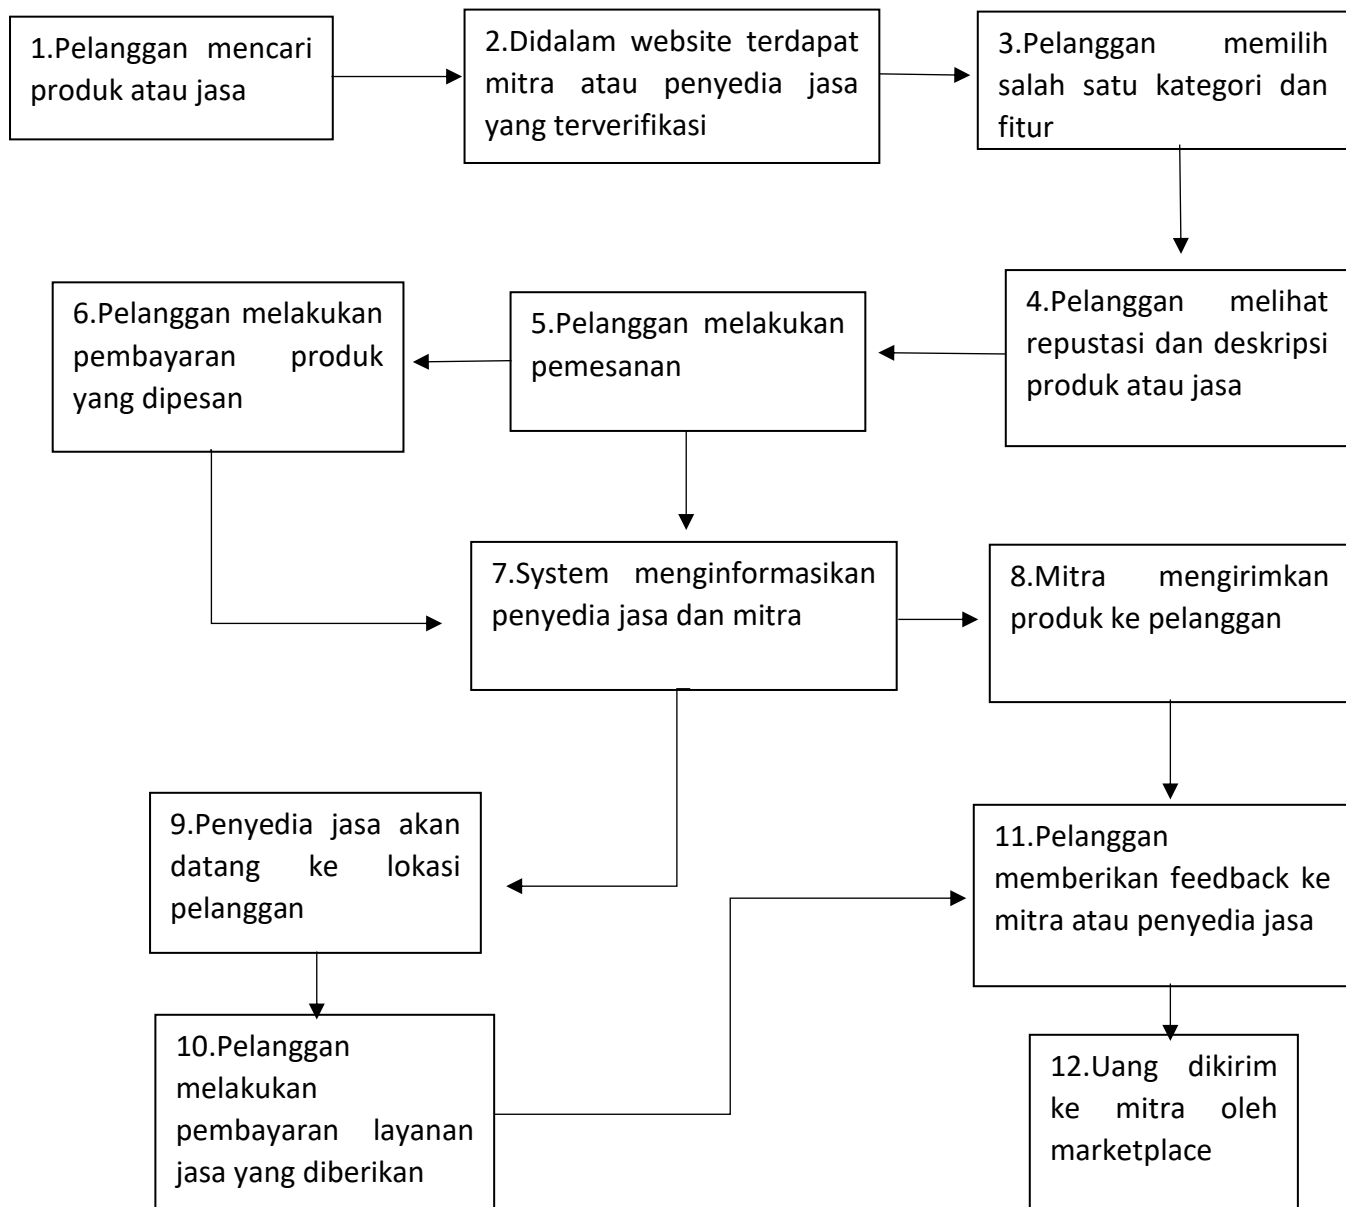 1.Pelanggan mencari
produk atau jasa
2.Didalam website terdapat
mitra atau penyedia jasa
yang terverifikasi
3.Pelanggan memilih
salah satu kategori dan
fitur
4.Pelanggan melihat
repustasi dan deskripsi
produk atau jasa
5.Pelanggan melakukan
pemesanan
6.Pelanggan melakukan
pembayaran produk
yang dipesan
7.System menginformasikan
penyedia jasa dan mitra
8.Mitra mengirimkan
produk ke pelanggan
9.Penyedia jasa akan
datang ke lokasi
pelanggan
10.Pelanggan
melakukan
pembayaran layanan
jasa yang diberikan
11.Pelanggan
memberikan feedback ke
mitra atau penyedia jasa
12.Uang dikirim
ke mitra oleh
marketplace